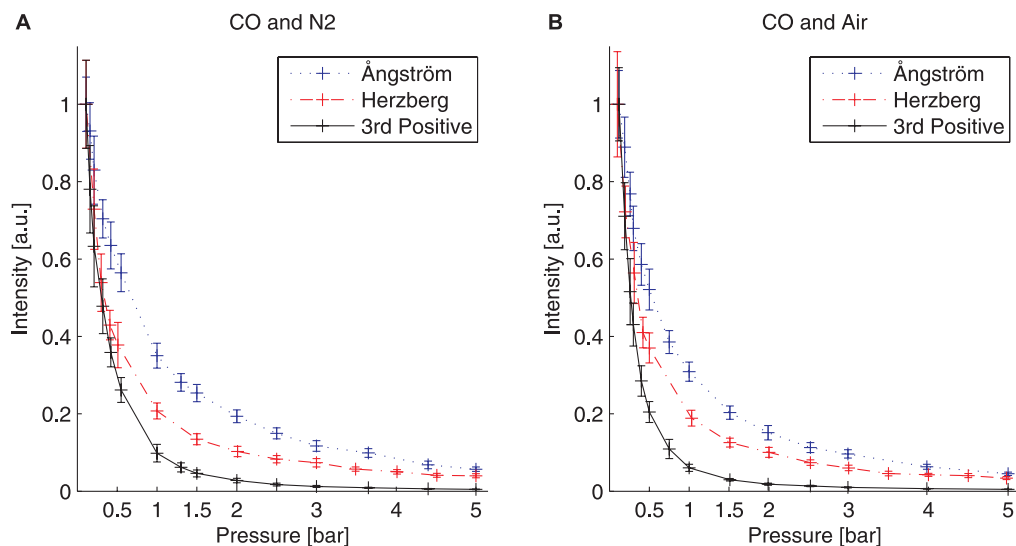 A
CO and N2
Intensity [a.u.]
1
0.8
0.6
0.4
0.2
0
Ångström
Herzberg
3rd Positive
0.5 1 1.5 2 3 4 5
Pressure [bar]
B
CO and Air
Intensity [a.u.]
1
0.8
0.6
0.4
0.2
0
Ångström
Herzberg
3rd Positive
0.5 1 1.5 2 3 4 5
Pressure [bar]